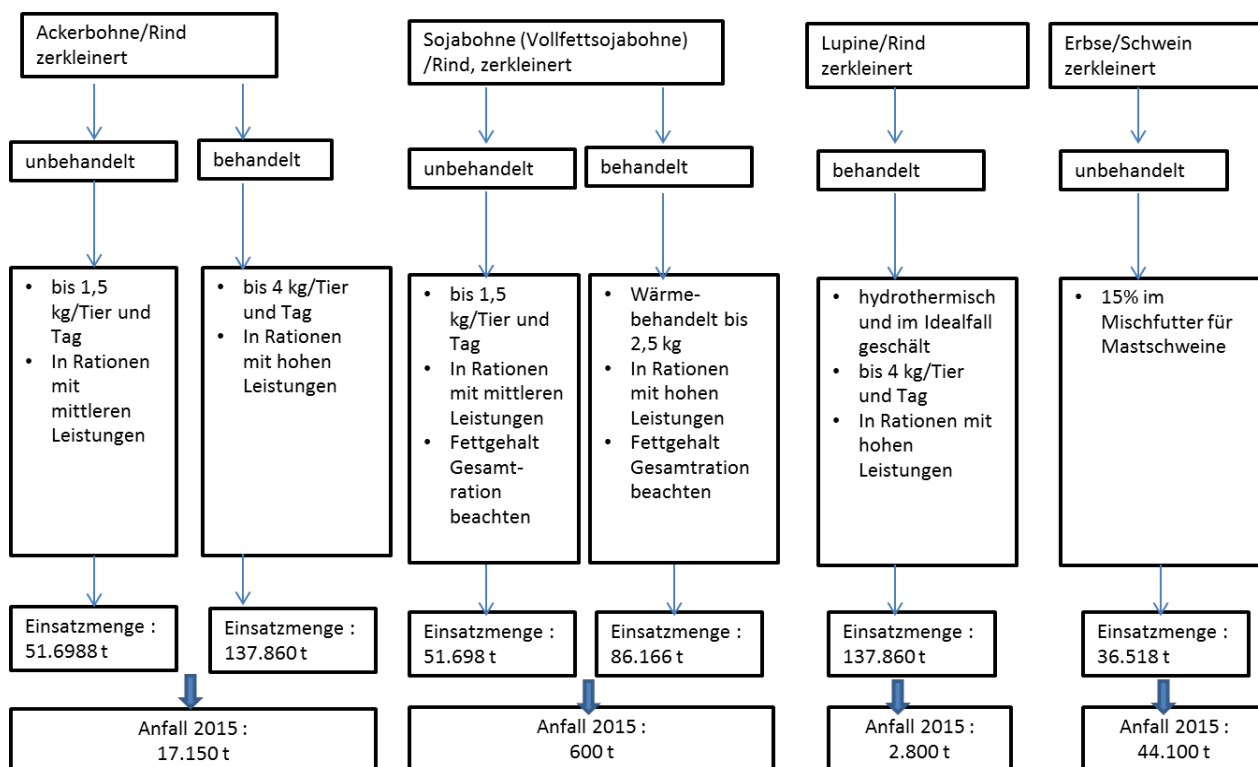 Ackerbohne/Rind
zerkleinert
unbehandelt
behandelt
• bis 1,5
kg/Tier und
Tag
• In Rationen
mit
mittleren
Leistungen
• bis 4 kg/Tier
und Tag
• In Rationen
mit hohen
Leistungen
Einsatzmenge :
51.6988 t
Einsatzmenge :
137.860 t
Anfall 2015 :
17.150 t
Sojabohne (Vollfettsojabohne)
/Rind, zerkleinert
unbehandelt
behandelt
• bis 1,5
kg/Tier und
Tag
• In Rationen
mit mittleren
Leistungen
• Fettgehalt
Gesamt-
ration
beachten
• Wärme-
behandelt bis
2,5 kg
• In Rationen
mit hohen
Leistungen
• Fettgehalt
Gesamtration
beachten
Einsatzmenge :
51.698 t
Einsatzmenge :
86.166 t
Anfall 2015 :
600 t
Lupine/Rind
zerkleinert
behandelt
• hydrothermisch
und im Idealfall
geschält
• bis 4 kg/Tier
und Tag
• In Rationen mit
hohen
Leistungen
Einsatzmenge :
137.860 t
Anfall 2015 :
2.800 t
Erbse/Schwein
zerkleinert
unbehandelt
• 15% im
Mischfutter für
Mastschweine
Einsatzmenge :
36.518 t
Anfall 2015 :
44.100 t